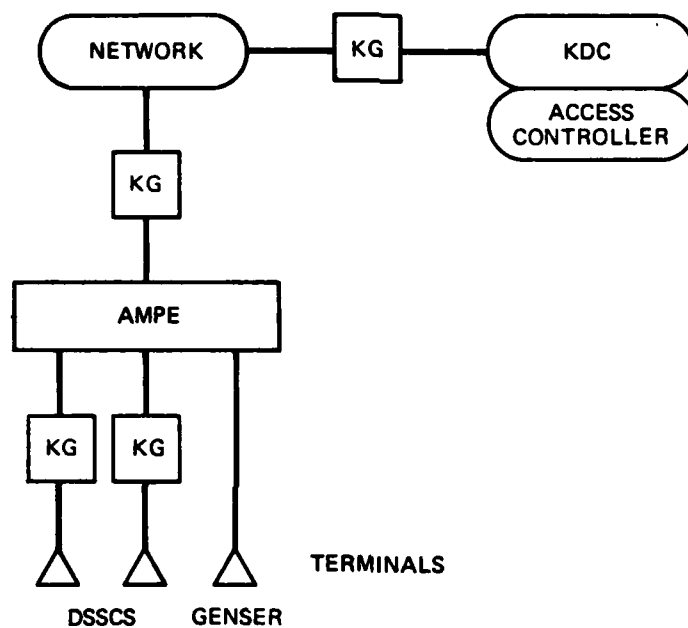 NETWORK
KG
KDC
ACCESS
CONTROLLER
KG
AMPE
KG
KG
TERMINALS
DSSCS
GENSER